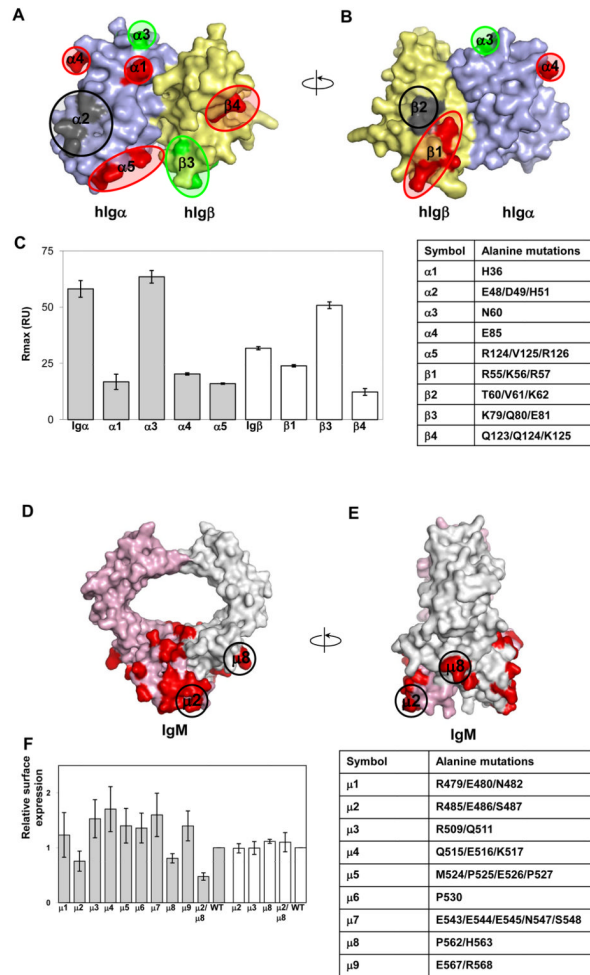 A
α3
α4
α1
α2
α5
β4
β3
hIgα
hIgβ
B
α3
α4
β2
β1
hIgβ
hIgα
C
Rmax (RU)
75
50
25
0
Igα
α1
α3
α4
α5
Igβ
β1
β3
β4
Symbol Alanine mutations
α1 H36
α2 E48/D49/H51
α3 N60
α4 E85
α5 R124/V125/R126
β1 R55/K56/R57
β2 T60/V61/K62
β3 K79/Q80/E81
β4 Q123/Q124/K125
D
μ8
μ2
IgM
E
μ8
μ2
IgM
F
Relative surface
expression
2
1
0
μ1 μ2 μ3 μ4 μ5 μ6 μ7 μ8 μ9 μ2/ WT μ2 μ3 μ8 μ2/ WT
μ8 μ8
Symbol Alanine mutations
μ1 R479/E480/N482
μ2 R485/E486/S487
μ3 R509/Q511
μ4 Q515/E516/K517
μ5 M524/P525/E526/P527
μ6 P530
μ7 E543/E544/E545/N547/S548
μ8 P562/H563
μ9 E567/R568